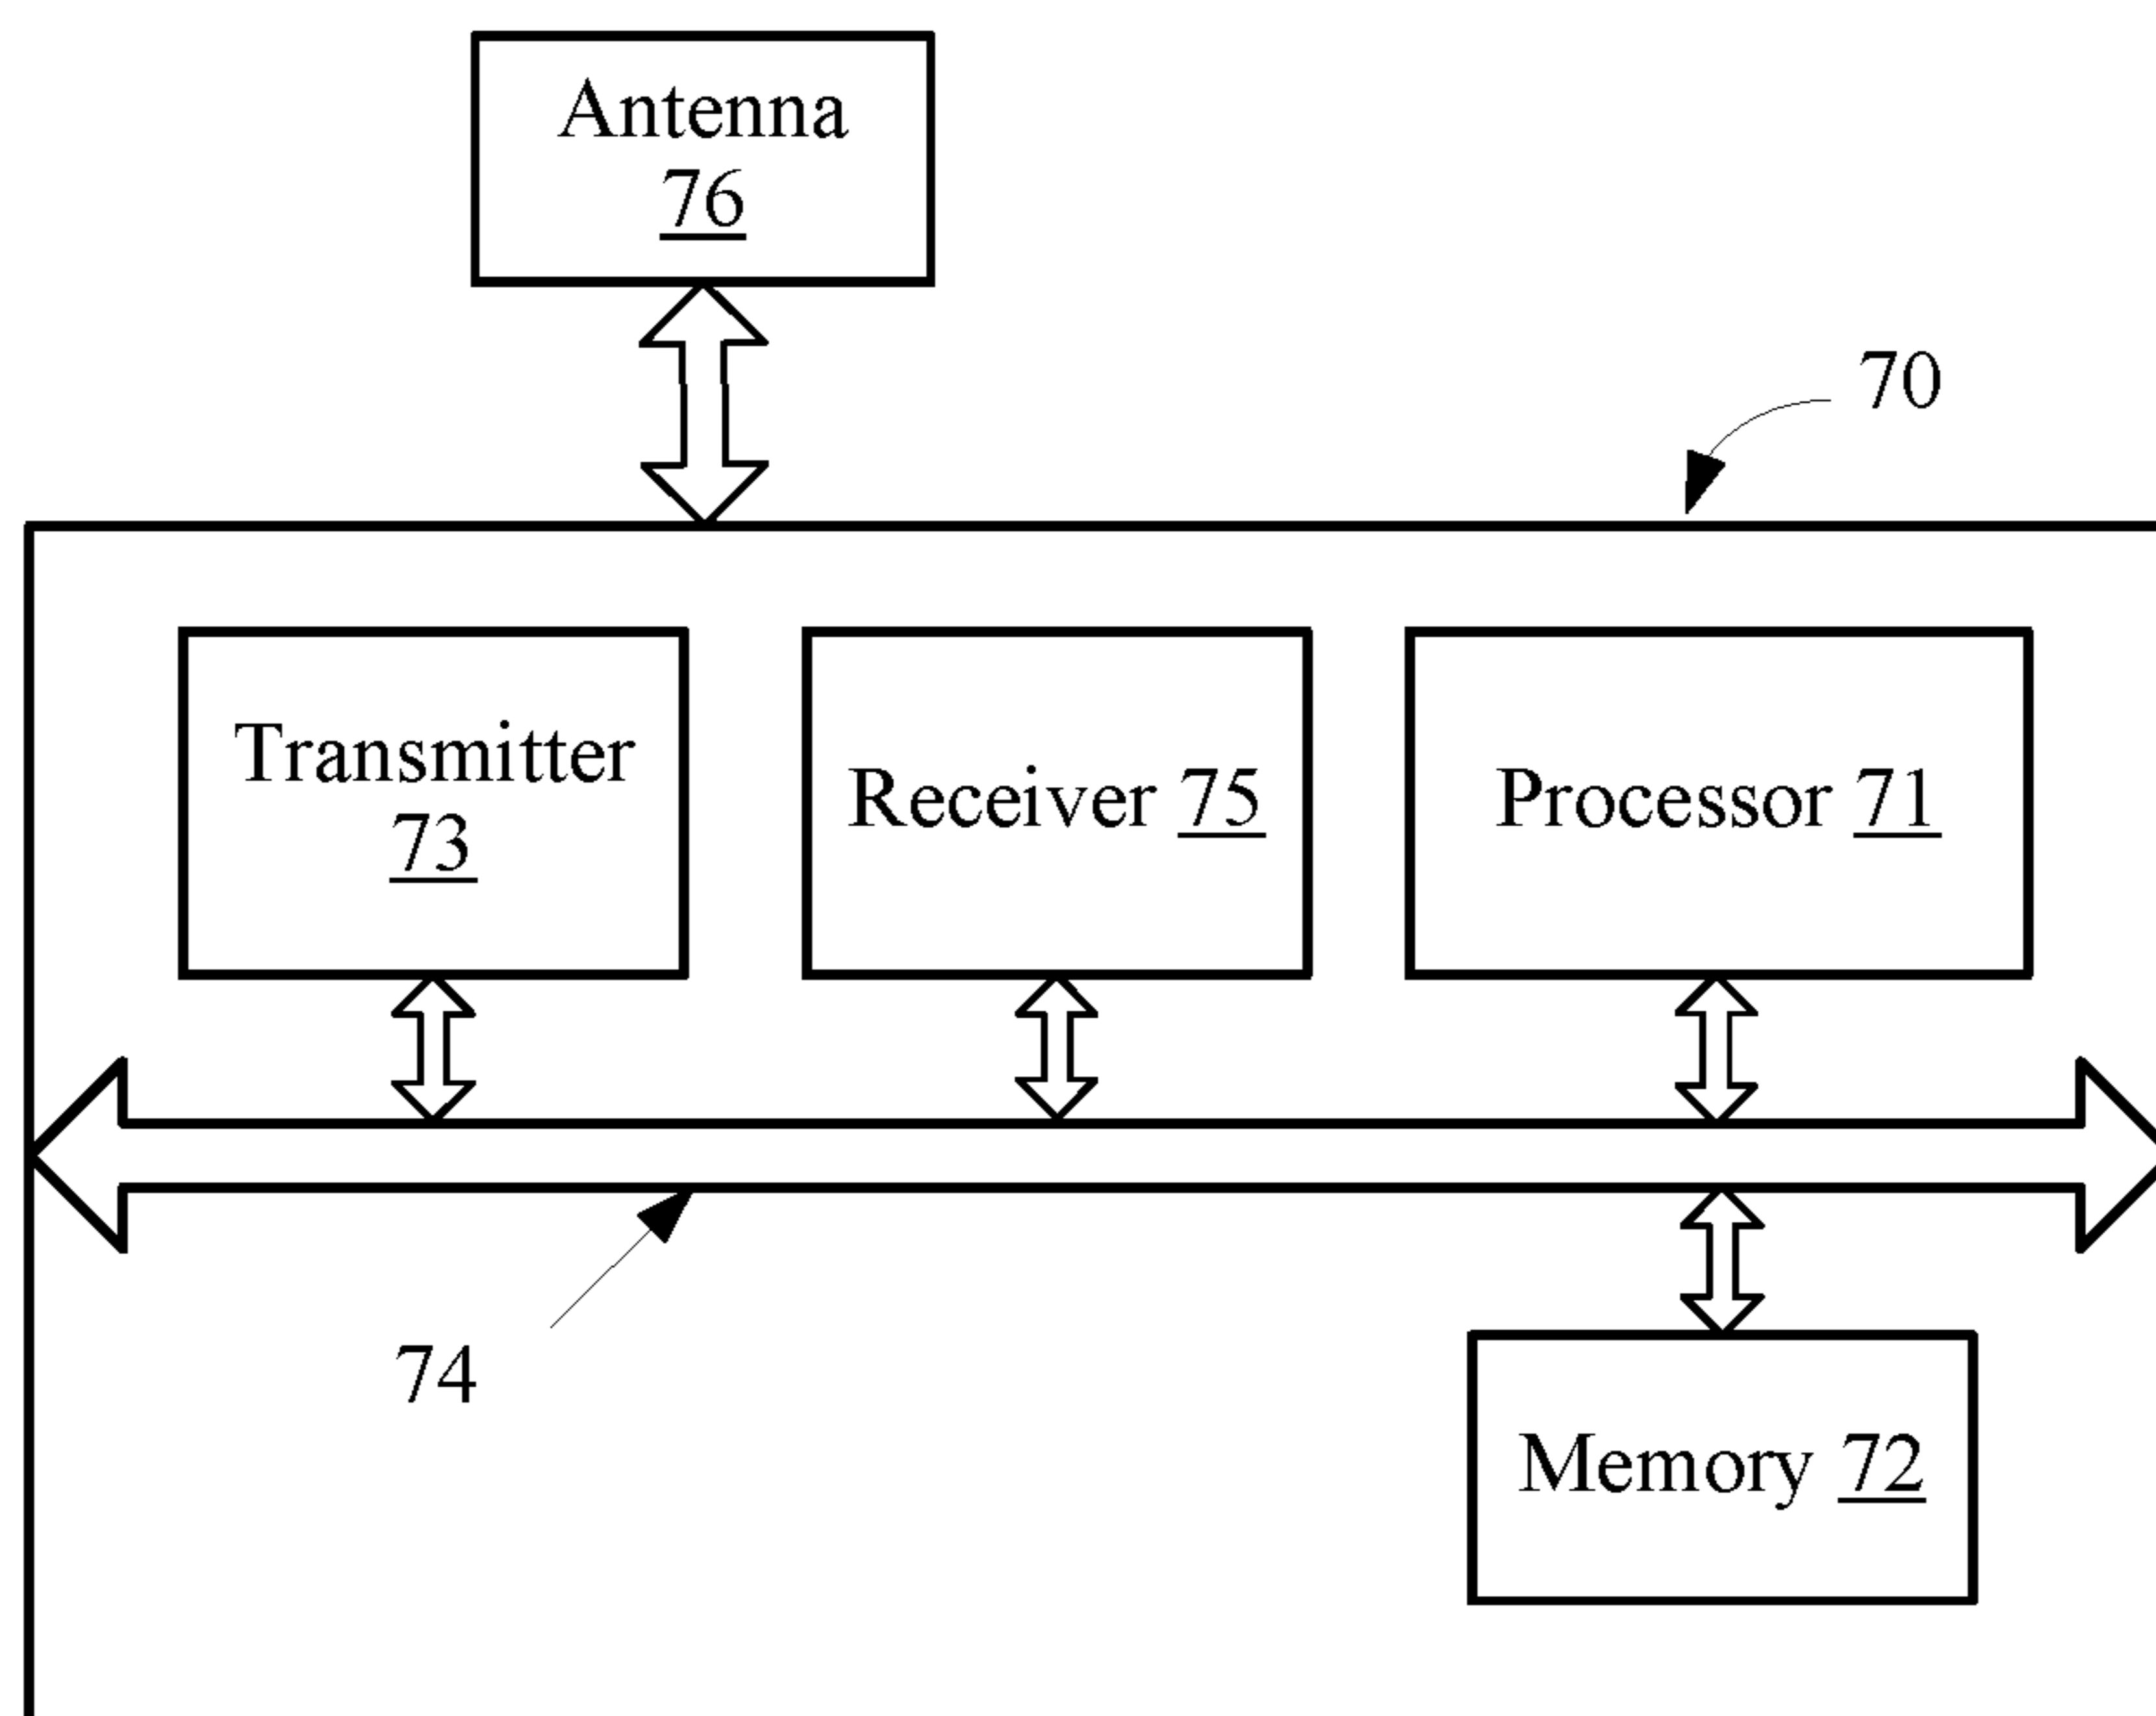 Antenna
76
70
Transmitter
73
Receiver 75
Processor 71
74
Memory 72